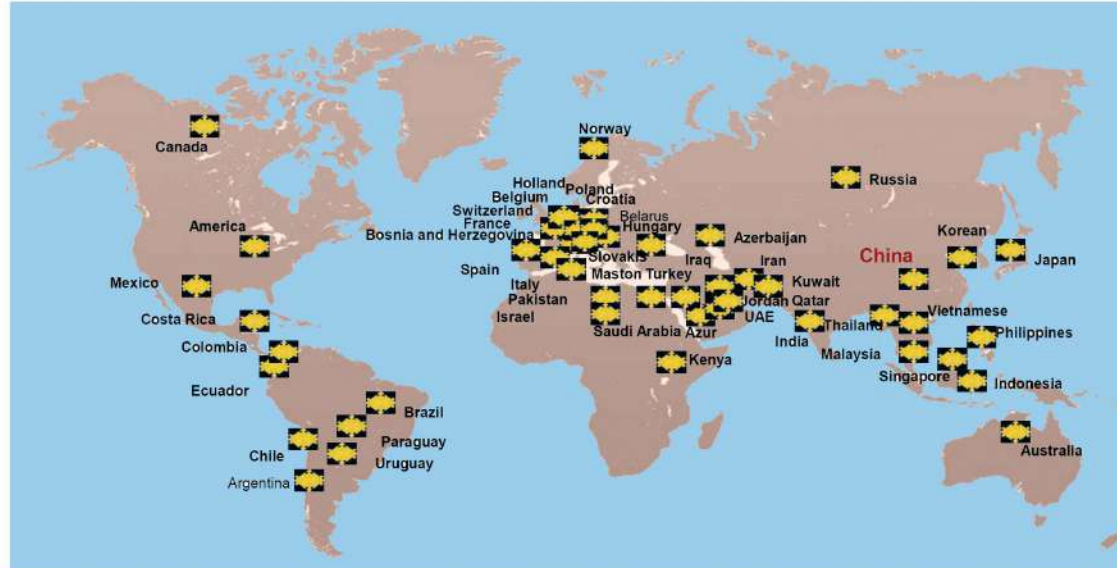 Norway
Canada
Russia
Holland
Poland
Belgium
Croatia
Switzerland
Belarus
France
Hungary
Bosnia and Herzegovina
America
Azerbaijan
Korean
China
Japan
Slovakis
Iraq
Iran
Spain
Italy
Maston
Turkey
Kuwait
Mexico
Pakistan
Jordan
Qatar
Costa Rica
Israel
UAE
Vietnamese
Saudi Arabia
Azur
Thailand
India
Philippines
Colombia
Malaysia
Kenya
Singapore
Indonesia
Ecuador
Brazil
Paraguay
Chile
Uruguay
Australia
Argentina